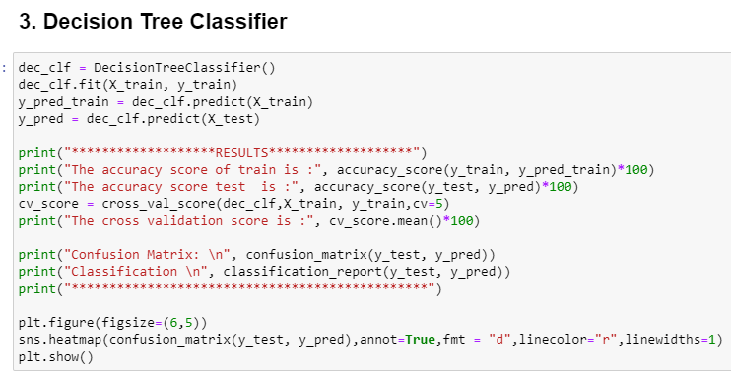 3. Decision Tree Classifier
: dec_clf = DecisionTreeClassifier()
dec_clf.fit(X_train, y_train)
y_pred_train = dec_clf.predict(X_train)
y_pred = dec_clf.predict(X_test)
print("*******************RESULTS*******************")
print("The accuracy score of train is :", accuracy_score(y_train, y_pred_train)*100)
print("The accuracy score test  is :", accuracy_score(y_test, y_pred)*100)
cv_score = cross_val_score(dec_clf,X_train, y_train,cv=5)
print("The cross validation score is :", cv_score.mean()*100)
print("Confusion Matrix: \n", confusion_matrix(y_test, y_pred))
print("Classification \n", classification_report(y_test, y_pred))
print("***********************************************")
plt.figure(figsize=(6,5))
sns.heatmap(confusion_matrix(y_test, y_pred),annot=True,fmt = "d",linecolor="r",linewidths=1)
plt.show()